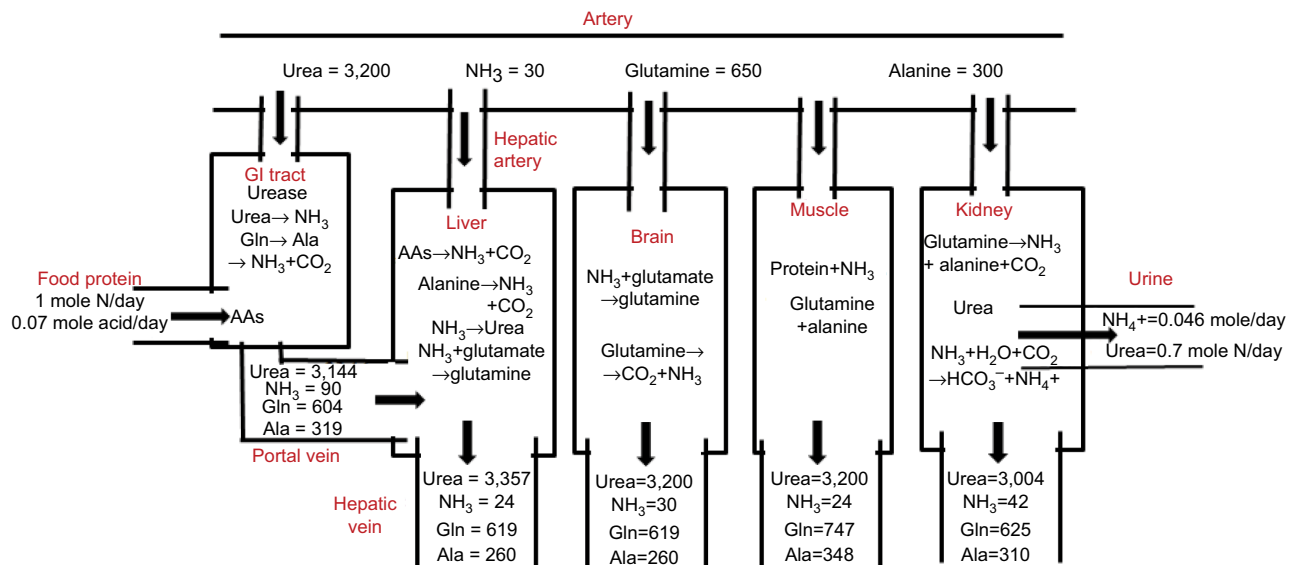 Artery
Urea = 3,200
NH₃ = 30
Glutamine = 650
Alanine = 300
Hepatic
artery
GI tract
Urease
Urea→ NH₃
Gln→ Ala
→ NH₃+CO₂
Food protein
1 mole N/day
0.07 mole acid/day
AAs
Urea = 3,144
NH₃ = 90
Gln = 604
Ala = 319
Portal vein
Liver
AAs→NH₃+CO₂
Alanine→NH₃
+CO₂
NH₃→Urea
NH₃+glutamate
→glutamine
Hepatic
vein
Urea = 3,357
NH₃ = 24
Gln = 619
Ala = 260
Brain
NH₃+glutamate
→glutamine
Glutamine→
→CO₂+NH₃
Urea=3,200
NH₃=30
Gln=619
Ala=260
Muscle
Protein+NH₃
Glutamine
+alanine
Urea=3,200
NH₃=24
Gln=747
Ala=348
Kidney
Glutamine→NH₃
+ alanine+CO₂
Urea
NH₃+H₂O+CO₂
→HCO₃⁻+NH₄+
Urea=3,004
NH₃=42
Gln=625
Ala=310
Urine
NH₄+=0.046 mole/day
Urea=0.7 mole N/day